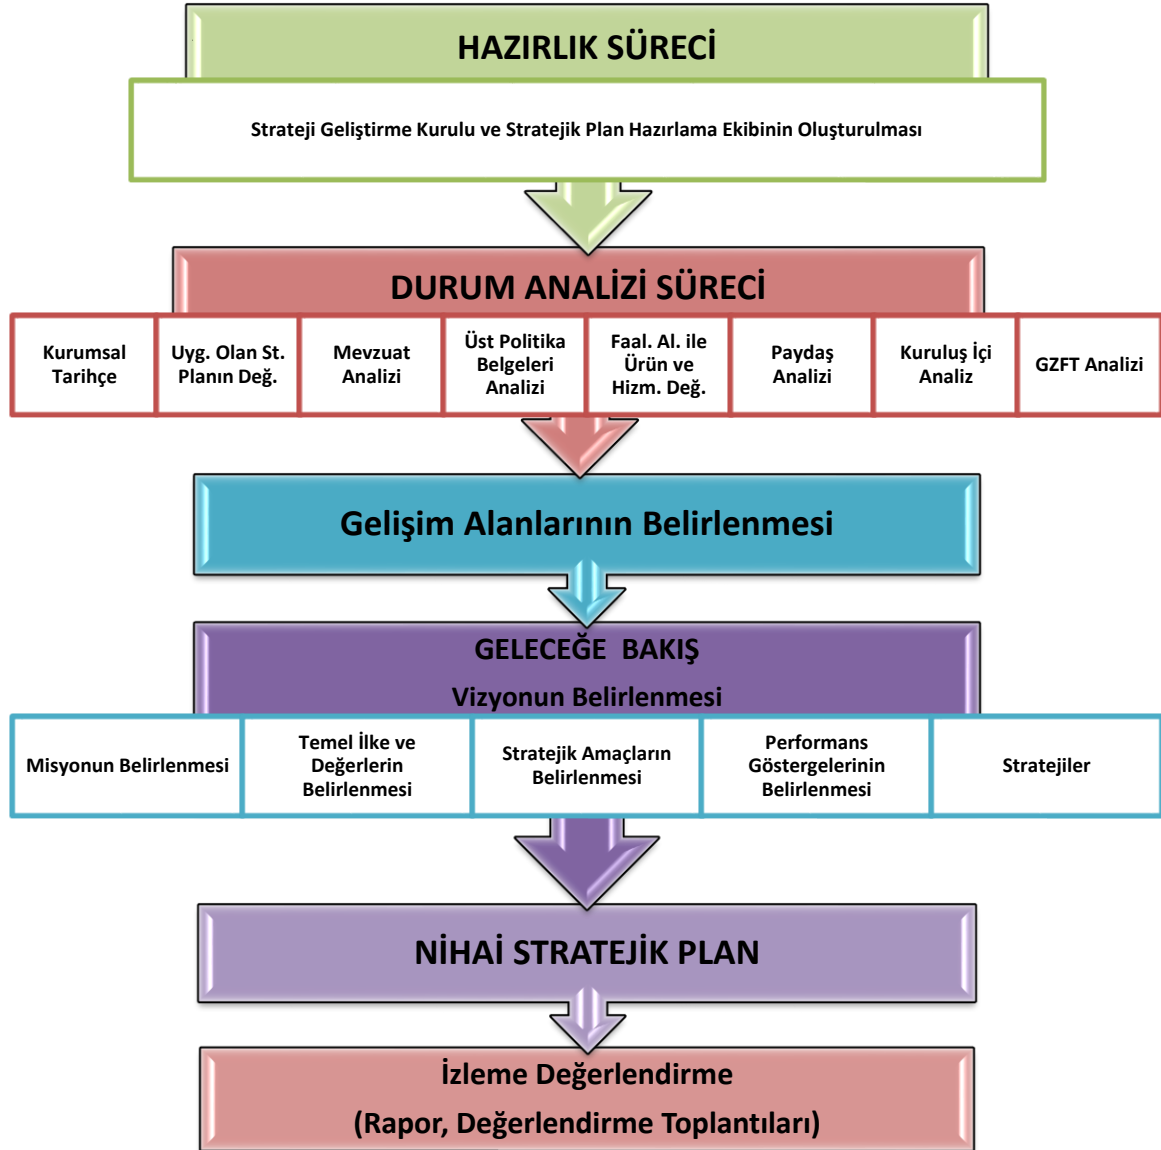 HAZIRLIK SÜRECİ
Strateji Geliştirme Kurulu ve Stratejik Plan Hazırlama Ekibinin Oluşturulması
DURUM ANALİZİ SÜRECİ
Kurumsal
Tarihçe
Uyg. Olan St.
Planın Değ.
Mevzuat
Analizi
Üst Politika
Belgeleri
Analizi
Faal. Al. ile
Ürün ve
Hizm. Değ.
Paydaş
Analizi
Kuruluş İçi
Analiz
GZFT Analizi
Gelişim Alanlarının Belirlenmesi
GELECEĞE BAKIŞ
Vizyonun Belirlenmesi
Misyonun Belirlenmesi
Temel İlke ve
Değerlerin
Belirlenmesi
Stratejik Amaçların
Belirlenmesi
Performans
Göstergelerinin
Belirlenmesi
Stratejiler
NİHAİ STRATEJİK PLAN
İzleme Değerlendirme
(Rapor, Değerlendirme Toplantıları)